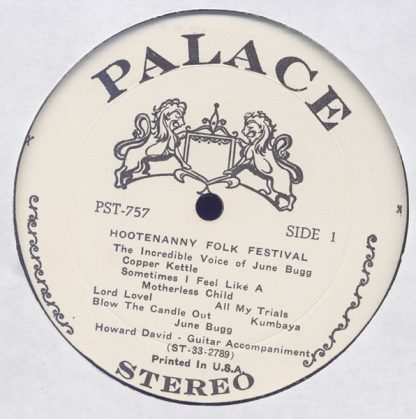 PALACE
PST-757
SIDE 1
HOOTENANNY FOLK FESTIVAL
The Incredible Voice of June Bugg
Copper Kettle
Sometimes I Feel Like A
Motherless Child
Lord Lovel All My Trials
Blow The Candle Out Kumbaya
June Bugg
Howard David - Guitar Accompaniment
(ST-33-2789)
Printed In U.S.A.
STEREO